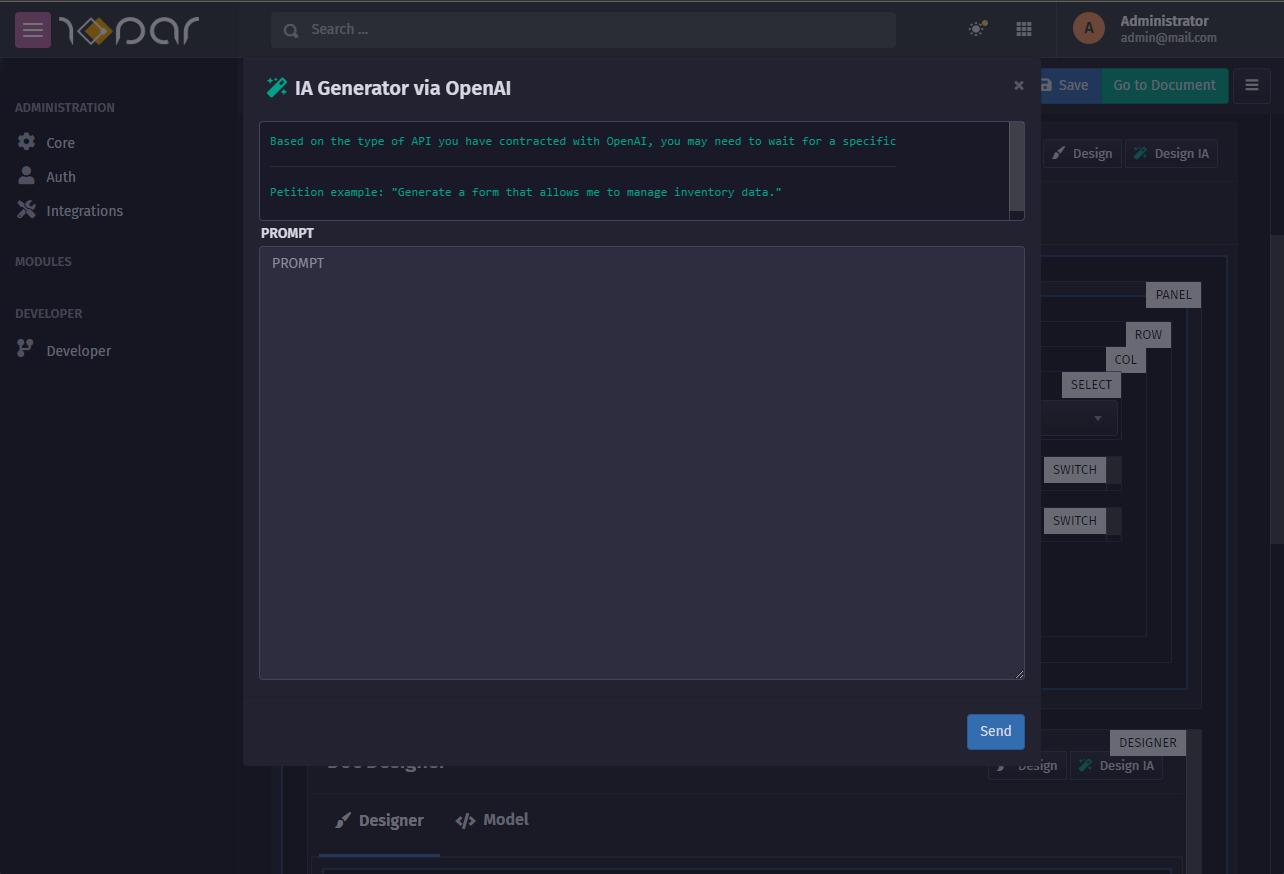 Search ...
A
Administrator
admin@mail.com
IA Generator via OpenAI
×
Save
Go to Document
ADMINISTRATION
Core
Auth
Integrations
MODULES
DEVELOPER
Developer
Based on the type of API you have contracted with OpenAI, you may need to wait for a specific
Petition example: "Generate a form that allows me to manage inventory data."
PROMPT
PROMPT
Design
Design IA
PANEL
ROW
COL
SELECT
SWITCH
SWITCH
Send
DESIGNER
Designer
Design
Design IA
Designer
</> Model